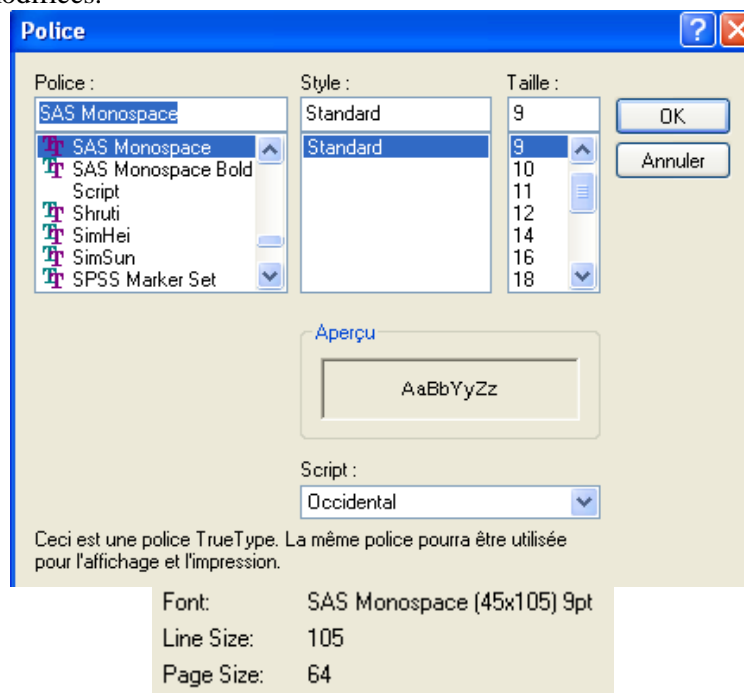 Police
Police :
Style :
Taille :
SAS Monospace
Standard
9
OK
SAS Monospace
Standard
9
Annuler
SAS Monospace Bold
10
Script
11
Shruti
12
SimHei
14
SimSun
16
SPSS Marker Set
18
Aperçu
AaBbYyZz
Script :
Occidental
Ceci est une police TrueType. La même police pourra être utilisée
pour l'affichage et l'impression.
Font: SAS Monospace (45x105) 9pt
Line Size: 105
Page Size: 64